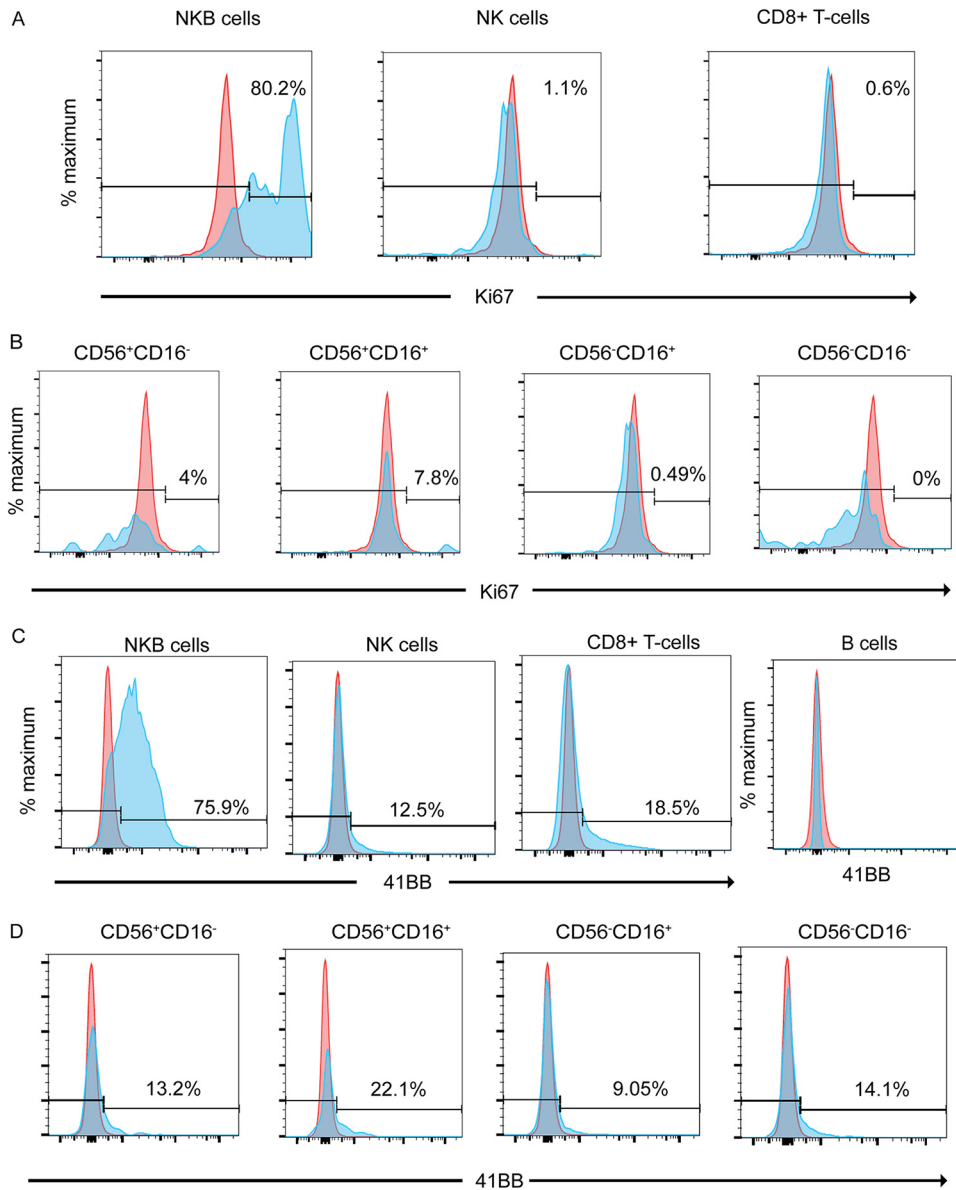 A
NKB cells
NK cells
CD8+ T-cells
% maximum
80.2%
1.1%
0.6%
Ki67
B
CD56⁺CD16⁻
CD56⁺CD16⁺
CD56⁻CD16⁺
CD56⁻CD16⁻
% maximum
4%
7.8%
0.49%
0%
Ki67
C
NKB cells
NK cells
CD8+ T-cells
B cells
% maximum
75.9%
12.5%
18.5%
% maximum
41BB
41BB
D
CD56⁺CD16⁻
CD56⁺CD16⁺
CD56⁻CD16⁺
CD56⁻CD16⁻
13.2%
22.1%
9.05%
14.1%
41BB